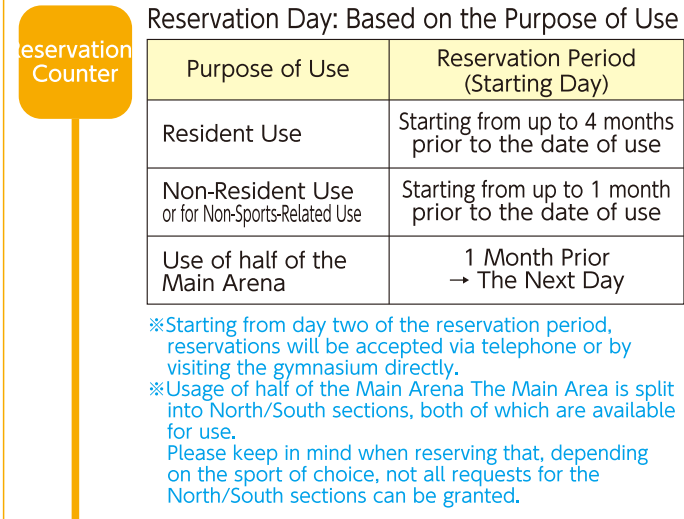 Reservation Day: Based on the Purpose of Use
eservation
Counter
Purpose of Use
Reservation Period
(Starting Day)
Resident Use
Starting from up to 4 months
prior to the date of use
Non-Resident Use
or for Non-Sports-Related Use
Starting from up to 1 month
prior to the date of use
Use of half of the
Main Arena
1 Month Prior
→ The Next Day
※Starting from day two of the reservation period,
reservations will be accepted via telephone or by
visiting the gymnasium directly.
※Usage of half of the Main Arena The Main Area is split
into North/South sections, both of which are available
for use.
Please keep in mind when reserving that, depending
on the sport of choice, not all requests for the
North/South sections can be granted.